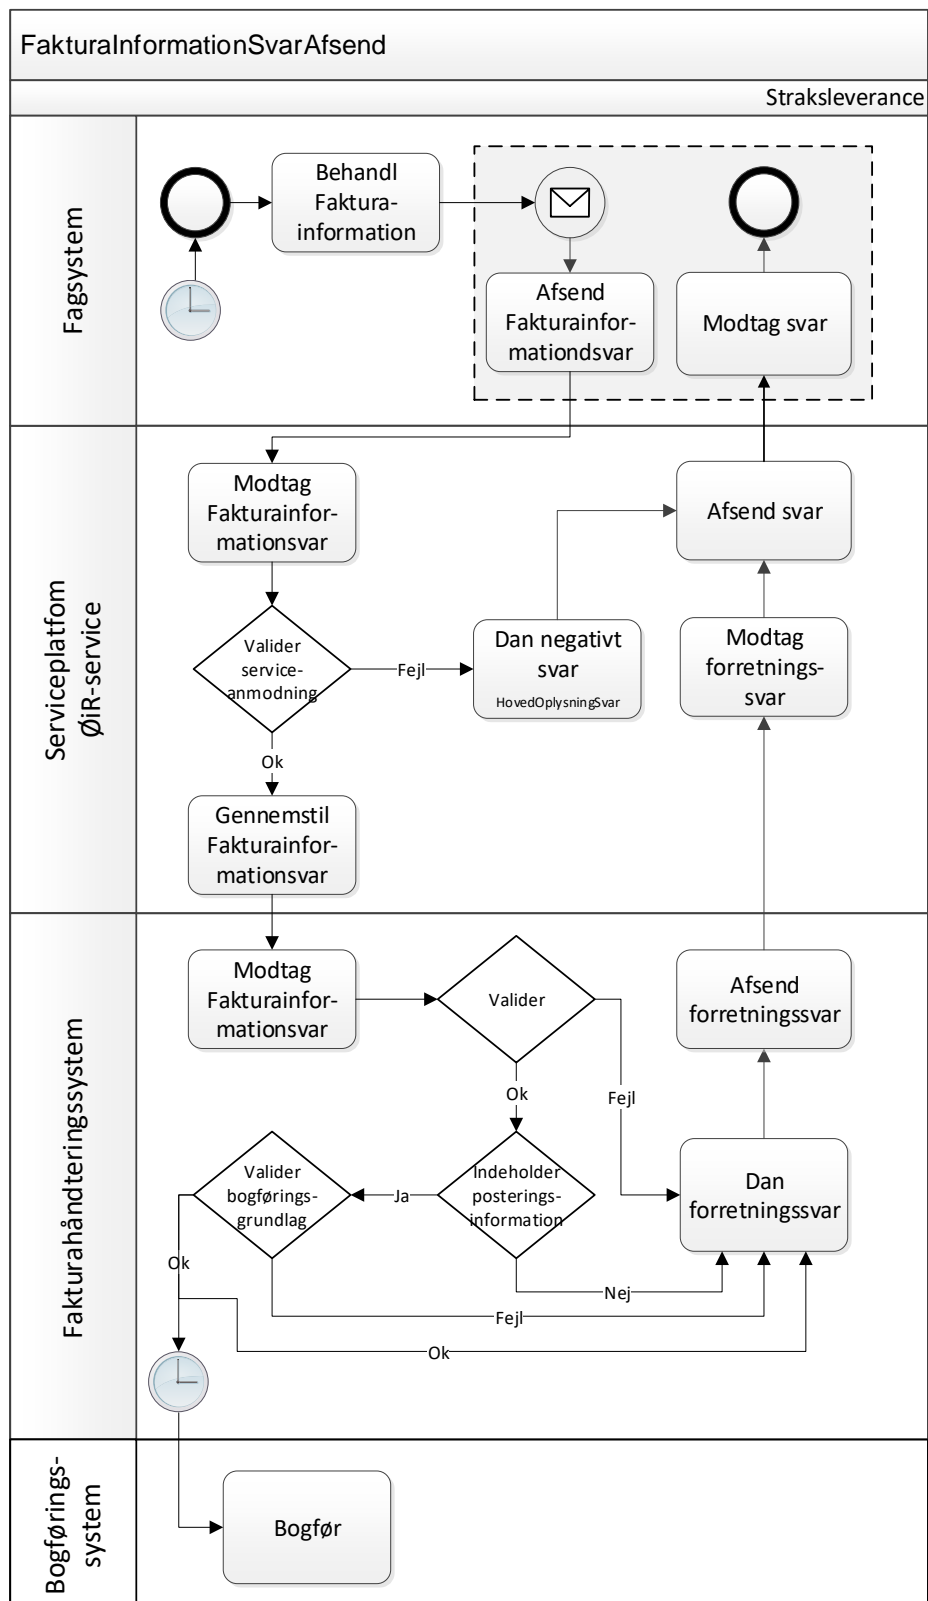 FakturaInformationSvarAfsend
Straksleverance
Fagsystem
Behandl
Faktura-
information
Afsend
Fakturainfor-
mationdsvar
Modtag svar
Serviceplatfom
ØiR-service
Modtag
Fakturainfor-
mationsvar
Afsend svar
Valider
service-
anmodning
Fejl
Dan negativt
svar
HovedOplysningSvar
Modtag
forretnings-
svar
Ok
Gennemstil
Fakturainfor-
mationsvar
Fakturahåndteringssystem
Modtag
Fakturainfor-
mationsvar
Valider
Afsend
forretningssvar
Ok
Fejl
Valider
bogførings-
grundlag
Ja
Indeholder
posterings-
information
Dan
forretningssvar
Ok
Nej
Fejl
Ok
Bogførings-
system
Bogfør